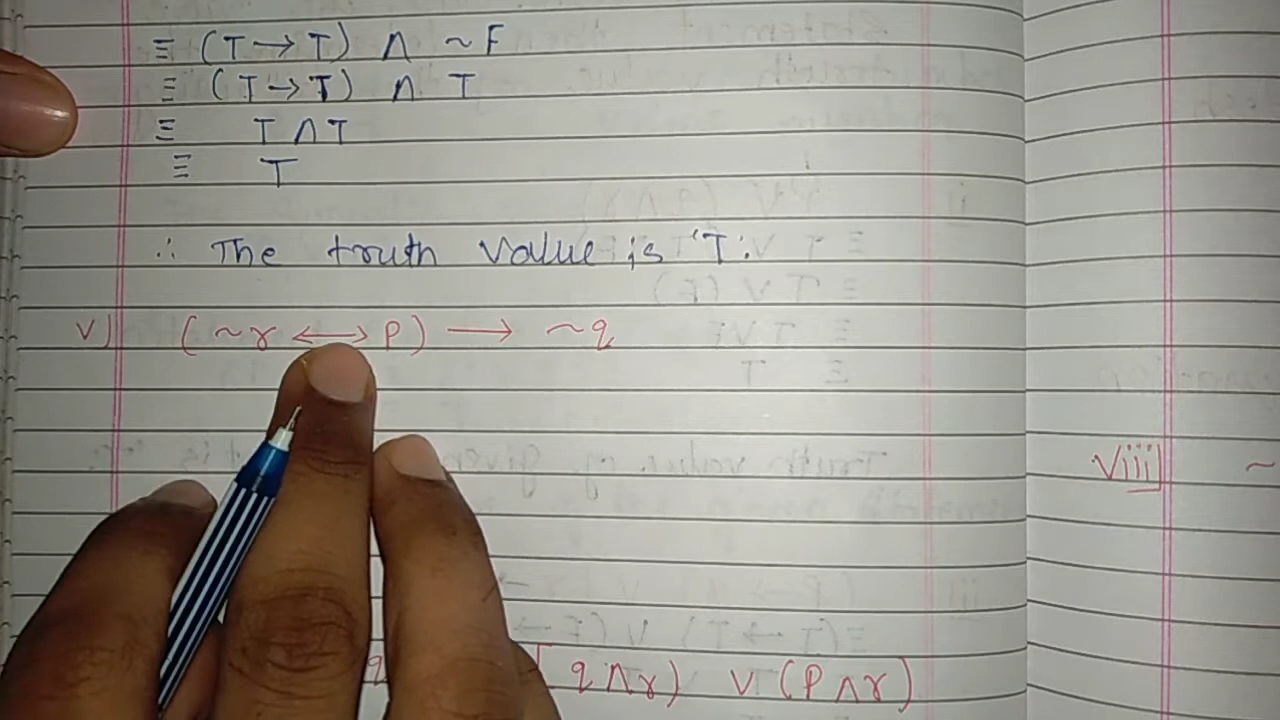 ≡ (T → T) ∧ ~F
≡ (T → T) ∧ T
≡ T ∧ T
≡ T
∴ The truth value is 'T'.
v) (~r ⟷ p) ⟶ ~q
viii) ~
q (q ∧ r) ∨ (p ∧ r)